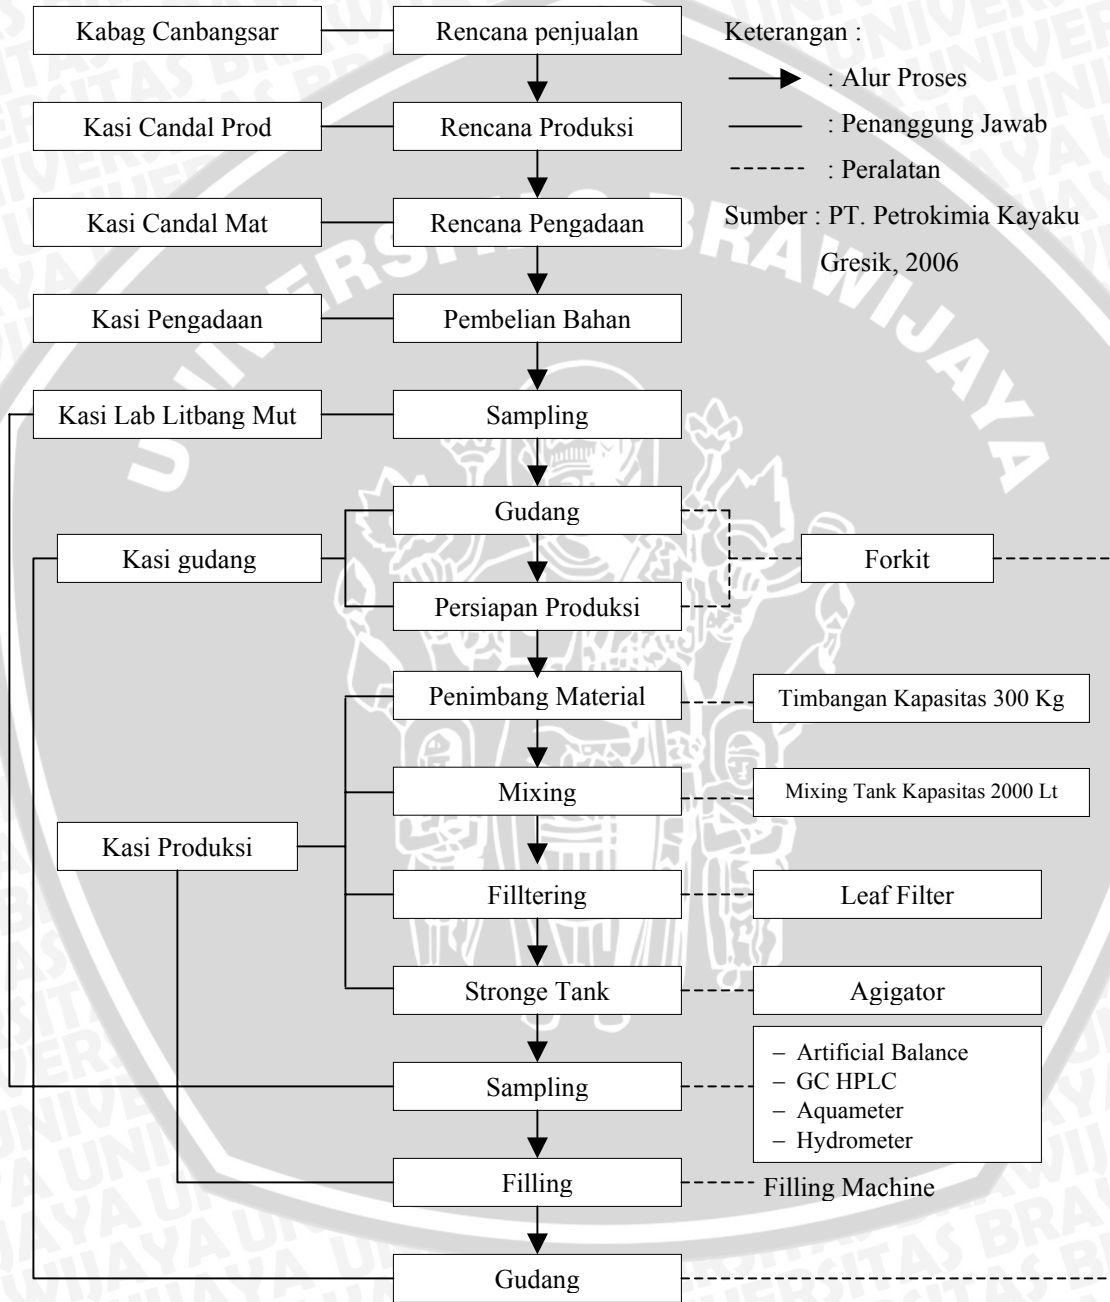 Kabag Canbangsar
Rencana penjualan
Keterangan :
: Alur Proses
Kasi Candal Prod
Rencana Produksi
: Penanggung Jawab
: Peralatan
Kasi Candal Mat
Rencana Pengadaan
Sumber : PT. Petrokimia Kayaku
Gresik, 2006
Kasi Pengadaan
Pembelian Bahan
Kasi Lab Litbang Mut
Sampling
Gudang
Kasi gudang
Forkit
Persiapan Produksi
Penimbang Material
Timbangan Kapasitas 300 Kg
Mixing
Mixing Tank Kapasitas 2000 Lt
Kasi Produksi
Filltering
Leaf Filter
Stronge Tank
Agigator
Sampling
– Artificial Balance
– GC HPLC
– Aquameter
– Hydrometer
Filling
Filling Machine
Gudang
UNIVERSITAS BRAWIJAYA